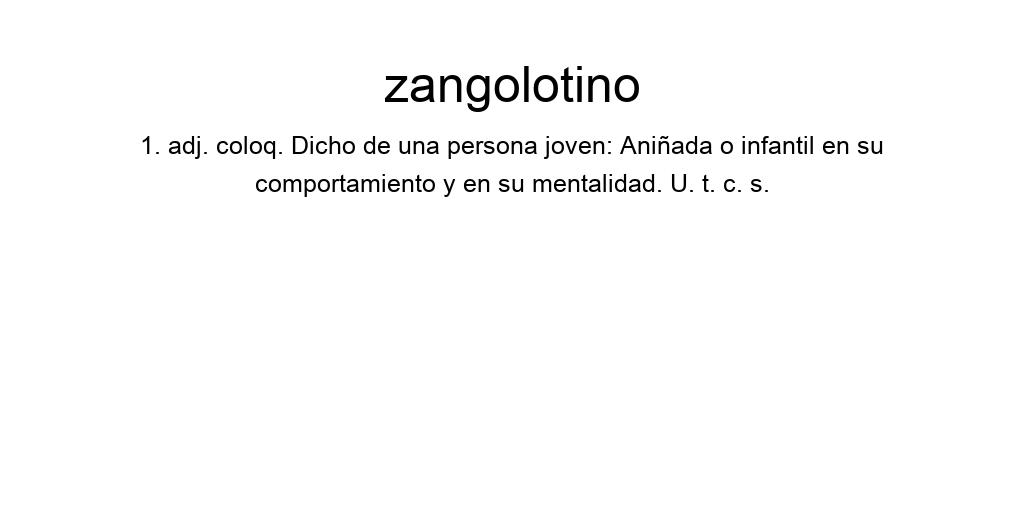 zangolotino
1. adj. coloq. Dicho de una persona joven: Aniñada o infantil en su
comportamiento y en su mentalidad. U. t. c. s.